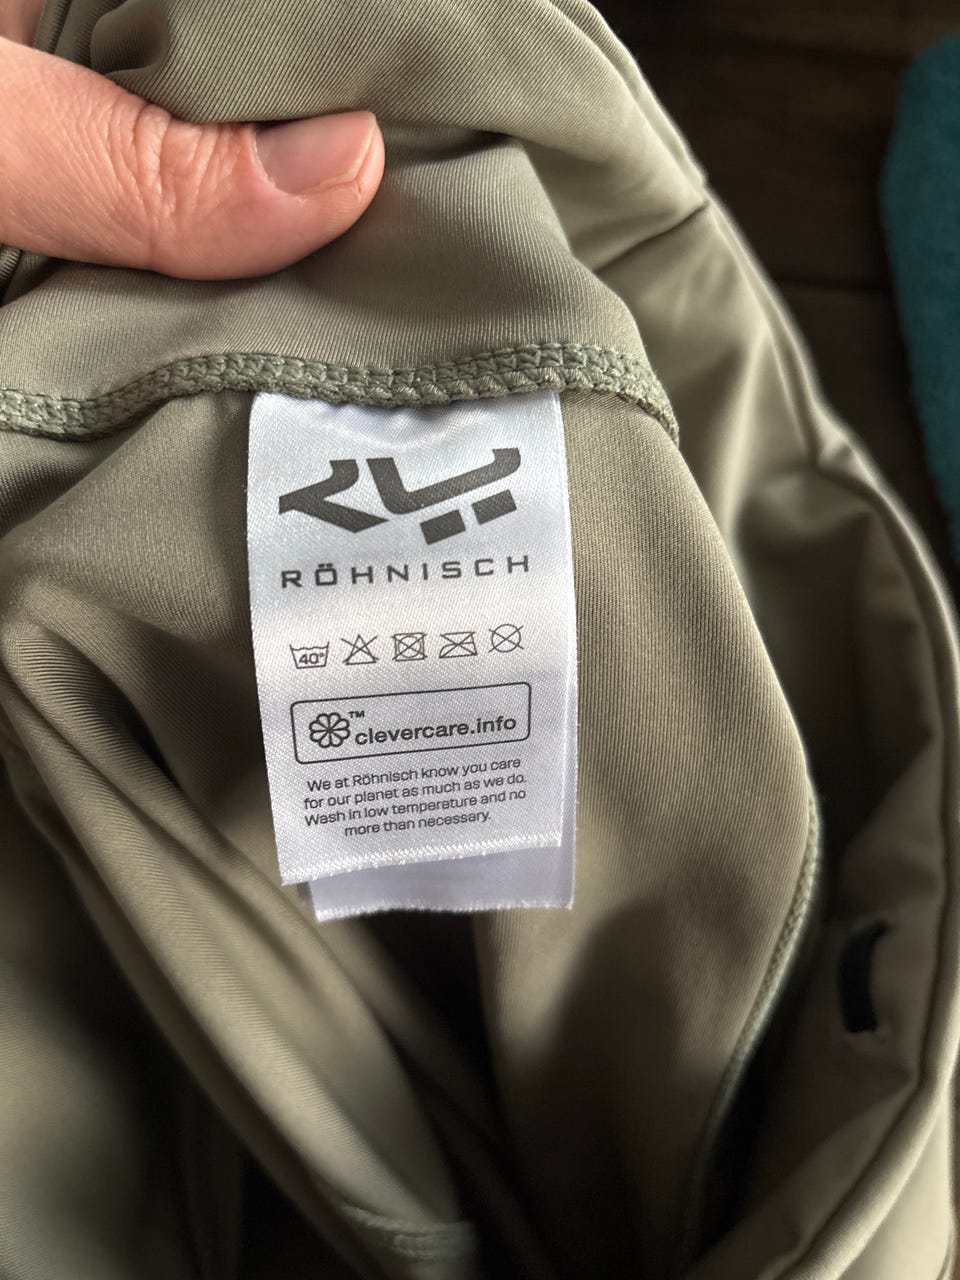 RÖHNISCH
40°
™
clevercare.info
We at Röhnisch know you care
for our planet as much as we do.
Wash in low temperature and no
more than necessary.